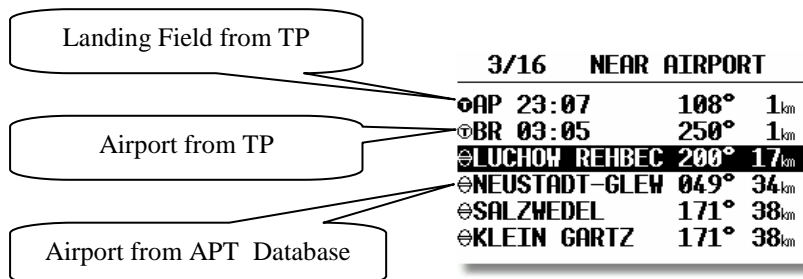 Landing Field from TP
Airport from TP
Airport from APT Database
3/16 NEAR AIRPORT
AP 23:07 108° 1km
BR 03:05 250° 1km
LUCHOW REHBEC 200° 17km
NEUSTADT-GLEW 049° 34km
SALZWEDEL 171° 38km
KLEIN GARTZ 171° 38km